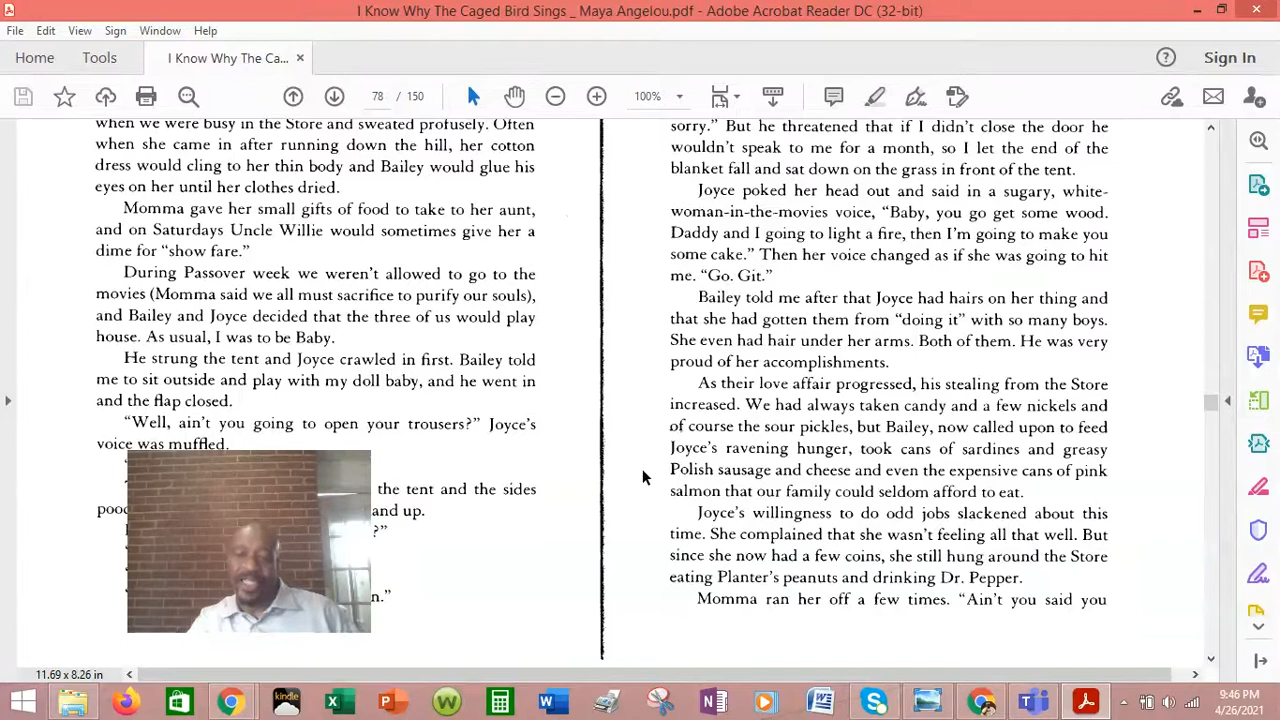 I Know Why The Caged Bird Sings _ Maya Angelou.pdf - Adobe Acrobat Reader DC (32-bit)
File Edit View Sign Window Help
Home Tools I Know Why The Ca... Sign In
78 / 150 100%
when we were busy in the Store and sweated profusely. Often
when she came in after running down the hill, her cotton
dress would cling to her thin body and Bailey would glue his
eyes on her until her clothes dried.
Momma gave her small gifts of food to take to her aunt,
and on Saturdays Uncle Willie would sometimes give her a
dime for “show fare.”
During Passover week we weren’t allowed to go to the
movies (Momma said we all must sacrifice to purify our souls),
and Bailey and Joyce decided that the three of us would play
house. As usual, I was to be Baby.
He strung the tent and Joyce crawled in first. Bailey told
me to sit outside and play with my doll baby, and he went in
and the flap closed.
“Well, ain’t you going to open your trousers?” Joyce’s
voice was muffled.
the tent and the sides
pooc and up.
?”
n.”
sorry.” But he threatened that if I didn’t close the door he
wouldn’t speak to me for a month, so I let the end of the
blanket fall and sat down on the grass in front of the tent.
Joyce poked her head out and said in a sugary, white-
woman-in-the-movies voice, “Baby, you go get some wood.
Daddy and I going to light a fire, then I’m going to make you
some cake.” Then her voice changed as if she was going to hit
me. “Go. Git.”
Bailey told me after that Joyce had hairs on her thing and
that she had gotten them from “doing it” with so many boys.
She even had hair under her arms. Both of them. He was very
proud of her accomplishments.
As their love affair progressed, his stealing from the Store
increased. We had always taken candy and a few nickels and
of course the sour pickles, but Bailey, now called upon to feed
Joyce’s ravening hunger, took cans of sardines and greasy
Polish sausage and cheese and even the expensive cans of pink
salmon that our family could seldom afford to eat.
Joyce’s willingness to do odd jobs slackened about this
time. She complained that she wasn’t feeling all that well. But
since she now had a few coins, she still hung around the Store
eating Planter’s peanuts and drinking Dr. Pepper.
Momma ran her off a few times. “Ain’t you said you
11.69 x 8.26 in
kindle
9:46 PM
4/26/2021